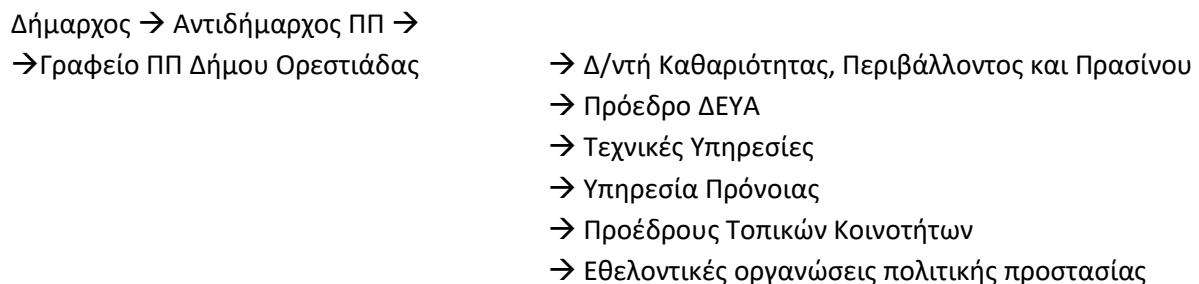 Δήμαρχος → Αντιδήμαρχος ΠΠ →
→Γραφείο ΠΠ Δήμου Ορεστιάδας → Δ/ντή Καθαριότητας, Περιβάλλοντος και Πρασίνου
→ Πρόεδρο ΔΕΥΑ
→ Τεχνικές Υπηρεσίες
→ Υπηρεσία Πρόνοιας
→ Προέδρους Τοπικών Κοινοτήτων
→ Εθελοντικές οργανώσεις πολιτικής προστασίας